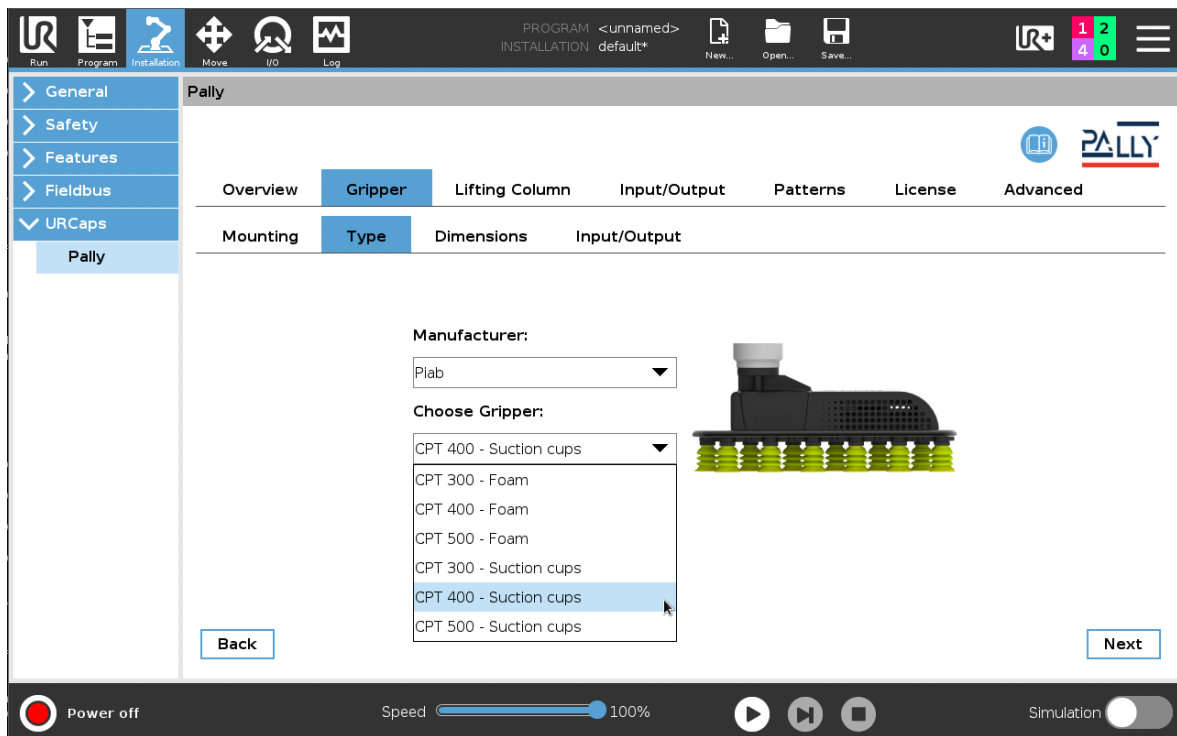 PROGRAM <unnamed>
INSTALLATION default*
UR
Run
Program
Installation
Move
I/O
Log
New...
Open...
Save...
UR+
1 2
4 0
General
Safety
Features
Fieldbus
URCaps
Pally
Pally
PALLY
Overview Gripper Lifting Column Input/Output Patterns License Advanced
Mounting Type Dimensions Input/Output
Manufacturer:
Piab
Choose Gripper:
CPT 400 - Suction cups
CPT 300 - Foam
CPT 400 - Foam
CPT 500 - Foam
CPT 300 - Suction cups
CPT 400 - Suction cups
CPT 500 - Suction cups
Back
Next
Power off
Speed 100%
Simulation